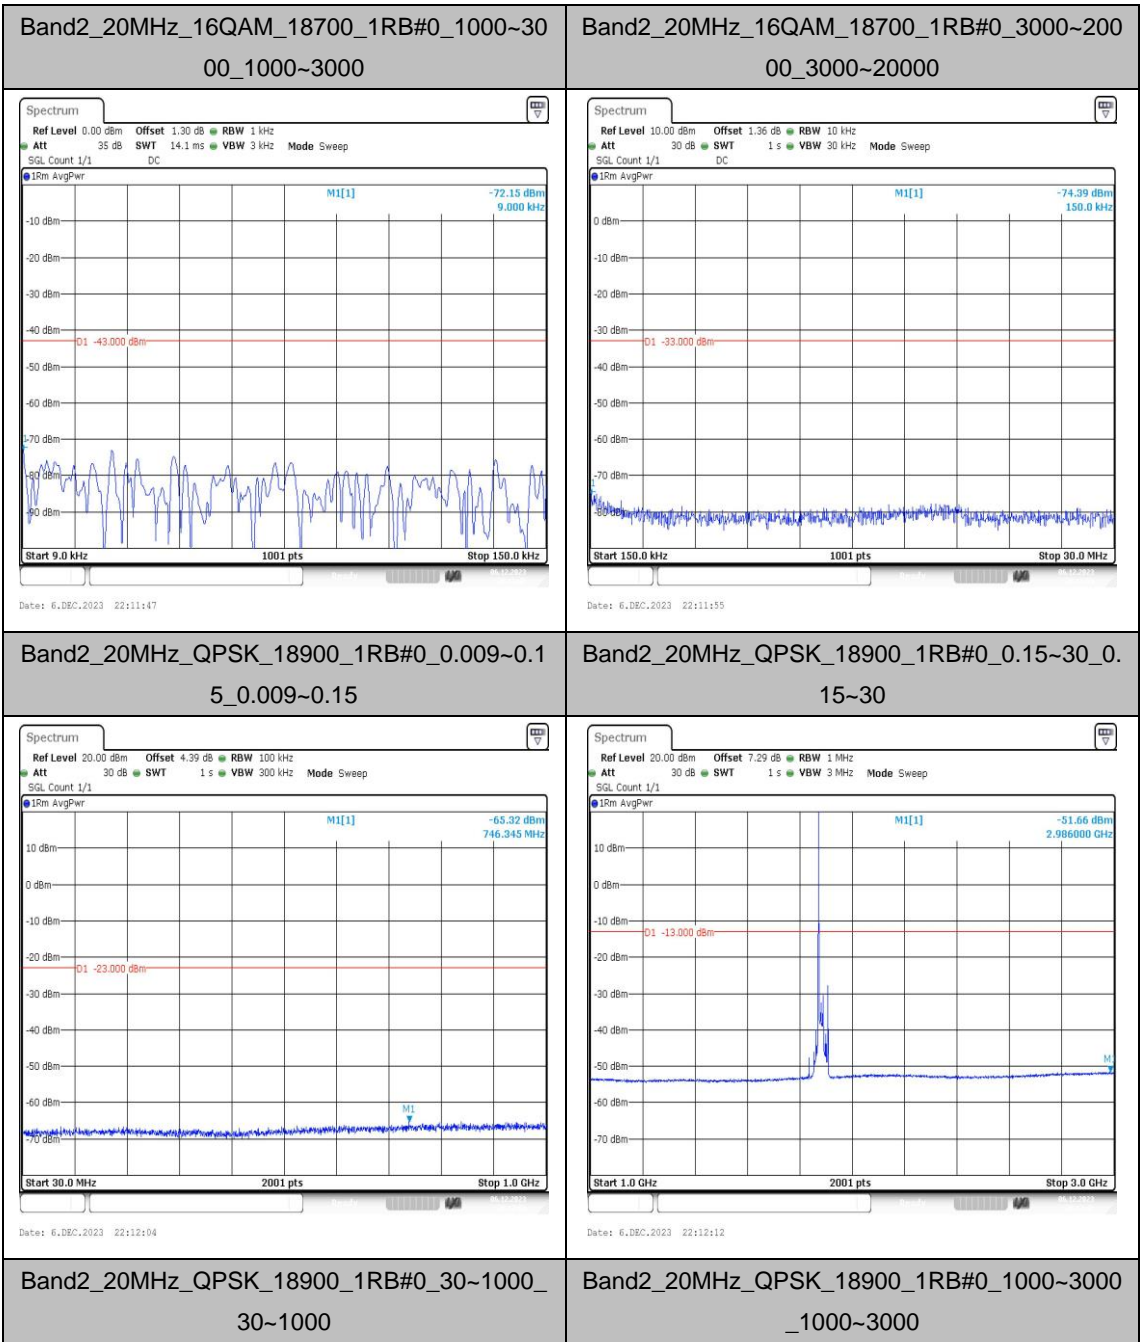 Band2_20MHz_16QAM_18700_1RB#0_1000~30
00_1000~3000
Band2_20MHz_16QAM_18700_1RB#0_3000~200
00_3000~20000
Spectrum
Ref Level 0.00 dBm Offset 1.30 dB RBW 1 kHz
Att 35 dB SWT 14.1 ms VBW 3 kHz Mode Sweep
SGL Count 1/1 DC
1Rm AvgPwr
M1[1] -72.15 dBm
9.000 kHz
-10 dBm
-20 dBm
-30 dBm
-40 dBm
D1 -43.000 dBm
-50 dBm
-60 dBm
-70 dBm
-80 dBm
-90 dBm
Start 9.0 kHz 1001 pts Stop 150.0 kHz
Date: 6.DEC.2023 22:11:47
Spectrum
Ref Level 10.00 dBm Offset 1.36 dB RBW 10 kHz
Att 30 dB SWT 1 s VBW 30 kHz Mode Sweep
SGL Count 1/1 DC
1Rm AvgPwr
M1[1] -74.39 dBm
150.0 kHz
0 dBm
-10 dBm
-20 dBm
-30 dBm
D1 -33.000 dBm
-40 dBm
-50 dBm
-60 dBm
-70 dBm
-80 dBm
Start 150.0 kHz 1001 pts Stop 30.0 MHz
Date: 6.DEC.2023 22:11:55
Band2_20MHz_QPSK_18900_1RB#0_0.009~0.1
5_0.009~0.15
Band2_20MHz_QPSK_18900_1RB#0_0.15~30_0.
15~30
Spectrum
Ref Level 20.00 dBm Offset 4.39 dB RBW 100 kHz
Att 30 dB SWT 1 s VBW 300 kHz Mode Sweep
SGL Count 1/1
1Rm AvgPwr
M1[1] -65.32 dBm
746.345 MHz
10 dBm
0 dBm
-10 dBm
-20 dBm
D1 -23.000 dBm
-30 dBm
-40 dBm
-50 dBm
-60 dBm
M1
-70 dBm
Start 30.0 MHz 2001 pts Stop 1.0 GHz
Date: 6.DEC.2023 22:12:04
Spectrum
Ref Level 20.00 dBm Offset 7.29 dB RBW 1 MHz
Att 30 dB SWT 1 s VBW 3 MHz Mode Sweep
SGL Count 1/1
1Rm AvgPwr
M1[1] -51.66 dBm
2.986000 GHz
10 dBm
0 dBm
-10 dBm
D1 -13.000 dBm
-20 dBm
-30 dBm
-40 dBm
-50 dBm
-60 dBm
-70 dBm
Start 1.0 GHz 2001 pts Stop 3.0 GHz
Date: 6.DEC.2023 22:12:12
Band2_20MHz_QPSK_18900_1RB#0_30~1000_
30~1000
Band2_20MHz_QPSK_18900_1RB#0_1000~3000
_1000~3000